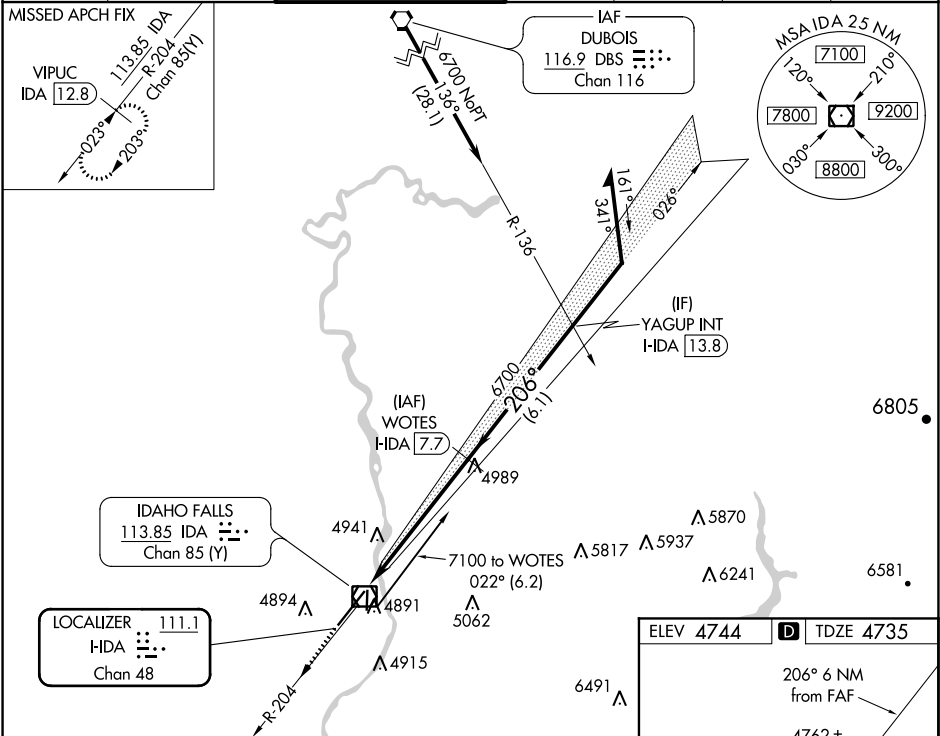 MISSED APCH FIX
VIPUC
IDA 12.8
113.85 IDA
R-204
Chan 85(Y)
023°
203°
IAF
DUBOIS
116.9 DBS
Chan 116
6700 NoPT
136°
(28.1)
R-136
MSA IDA 25 NM
7100
120°
210°
7800
9200
030°
300°
8800
161°
341°
026°
(IF)
YAGUP INT
I-IDA 13.8
6700
206°
(6.1)
(IAF)
WOTES
I-IDA 7.7
4989
6805
IDAHO FALLS
113.85 IDA
Chan 85 (Y)
4941
7100 to WOTES
022° (6.2)
5817
5937
5870
6241
6581
4894
4891
5062
LOCALIZER 111.1
I-IDA
Chan 48
4915
R-204
6491
ELEV 4744
D
TDZE 4735
206° 6 NM
from FAF
4762 ±